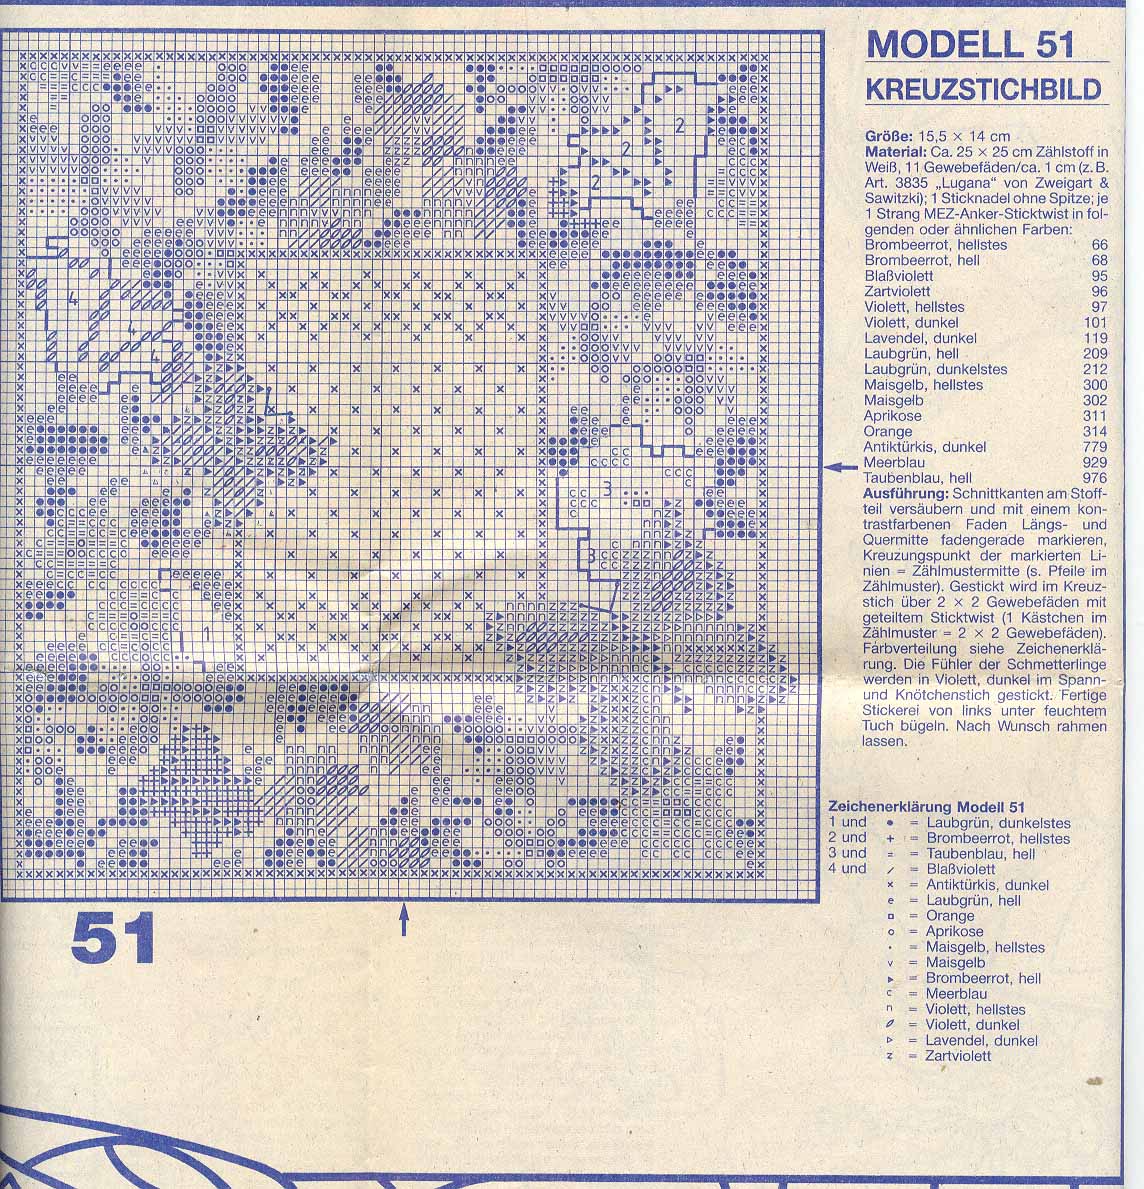 MODELL 51
KREUZSTICHBILD
Größe: 15,5 × 14 cm
Material: Ca. 25 × 25 cm Zählstoff in
Weiß, 11 Gewebefäden/ca. 1 cm (z. B.
Art. 3835 „Lugana“ von Zweigart &
Sawitzki); 1 Sticknadel ohne Spitze; je
1 Strang MEZ-Anker-Sticktwist in fol-
genden oder ähnlichen Farben:
Brombeerrot, hellstes 66
Brombeerrot, hell 68
Blaßviolett 95
Zartviolett 96
Violett, hellstes 97
Violett, dunkel 101
Lavendel, dunkel 119
Laubgrün, hell 209
Laubgrün, dunkelstes 212
Maisgelb, hellstes 300
Maisgelb 302
Aprikose 311
Orange 314
Antiktürkis, dunkel 779
Meerblau 929
Taubenblau, hell 976
Ausführung: Schnittkanten am Stoff-
teil versäubern und mit einem kon-
trastfarbenen Faden Längs- und
Quermitte fadengerade markieren,
Kreuzungspunkt der markierten Li-
nien = Zählmustermitte (s. Pfeile im
Zählmuster). Gestickt wird im Kreuz-
stich über 2 × 2 Gewebefäden mit
geteiltem Sticktwist (1 Kästchen im
Zählmuster = 2 × 2 Gewebefäden).
Farbverteilung siehe Zeichenerklä-
rung. Die Fühler der Schmetterlinge
werden in Violett, dunkel im Spann-
und Knötchenstich gestickt. Fertige
Stickerei von links unter feuchtem
Tuch bügeln. Nach Wunsch rahmen
lassen.
Zeichenerklärung Modell 51
1 und • = Laubgrün, dunkelstes
2 und + = Brombeerrot, hellstes
3 und = = Taubenblau, hell
4 und / = Blaßviolett
x = Antiktürkis, dunkel
e = Laubgrün, hell
□ = Orange
o = Aprikose
· = Maisgelb, hellstes
v = Maisgelb
▶ = Brombeerrot, hell
c = Meerblau
n = Violett, hellstes
= Violett, dunkel
▷ = Lavendel, dunkel
z = Zartviolett
51